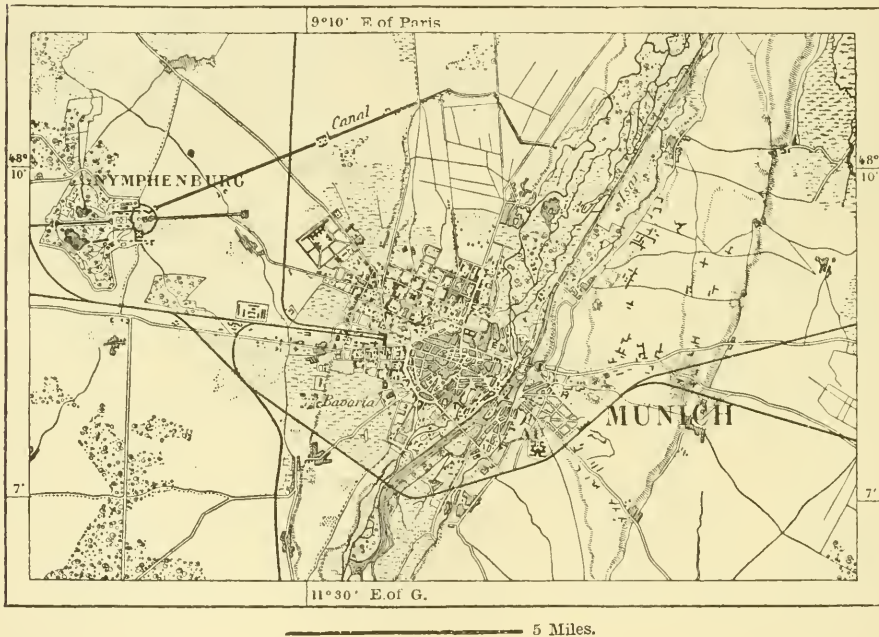 9°10' E of Paris
Canal
48°
10'
NYMPHENBURG
48°
10'
Isar
Bavaria
MUNICH
7'
7'
11°30' E.of G.
5 Miles.